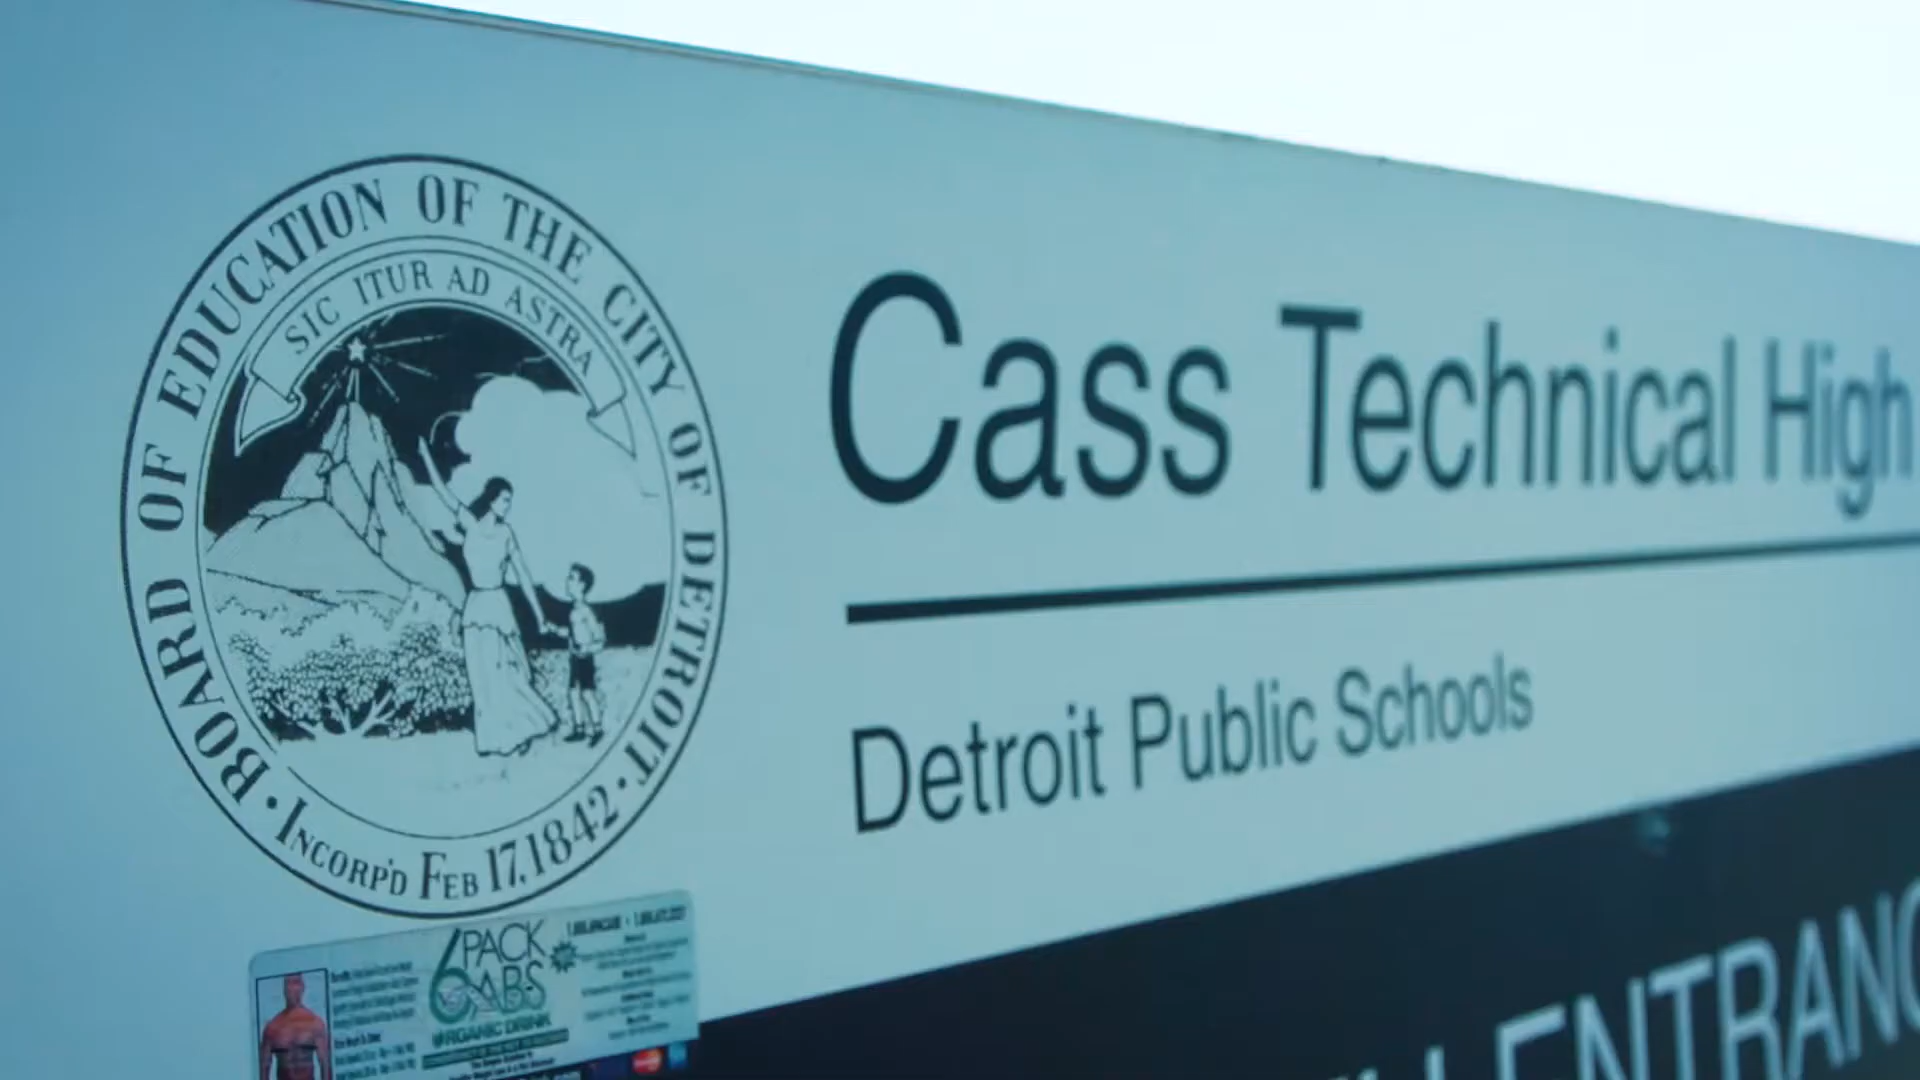 BOARD OF EDUCATION OF THE CITY OF DETROIT
SIC ITUR AD ASTRA
· INCORP'D FEB 17, 1842 ·
Cass Technical High
Detroit Public Schools
6 PACK
ABS
ORGANIC DRINK
ENTRANC